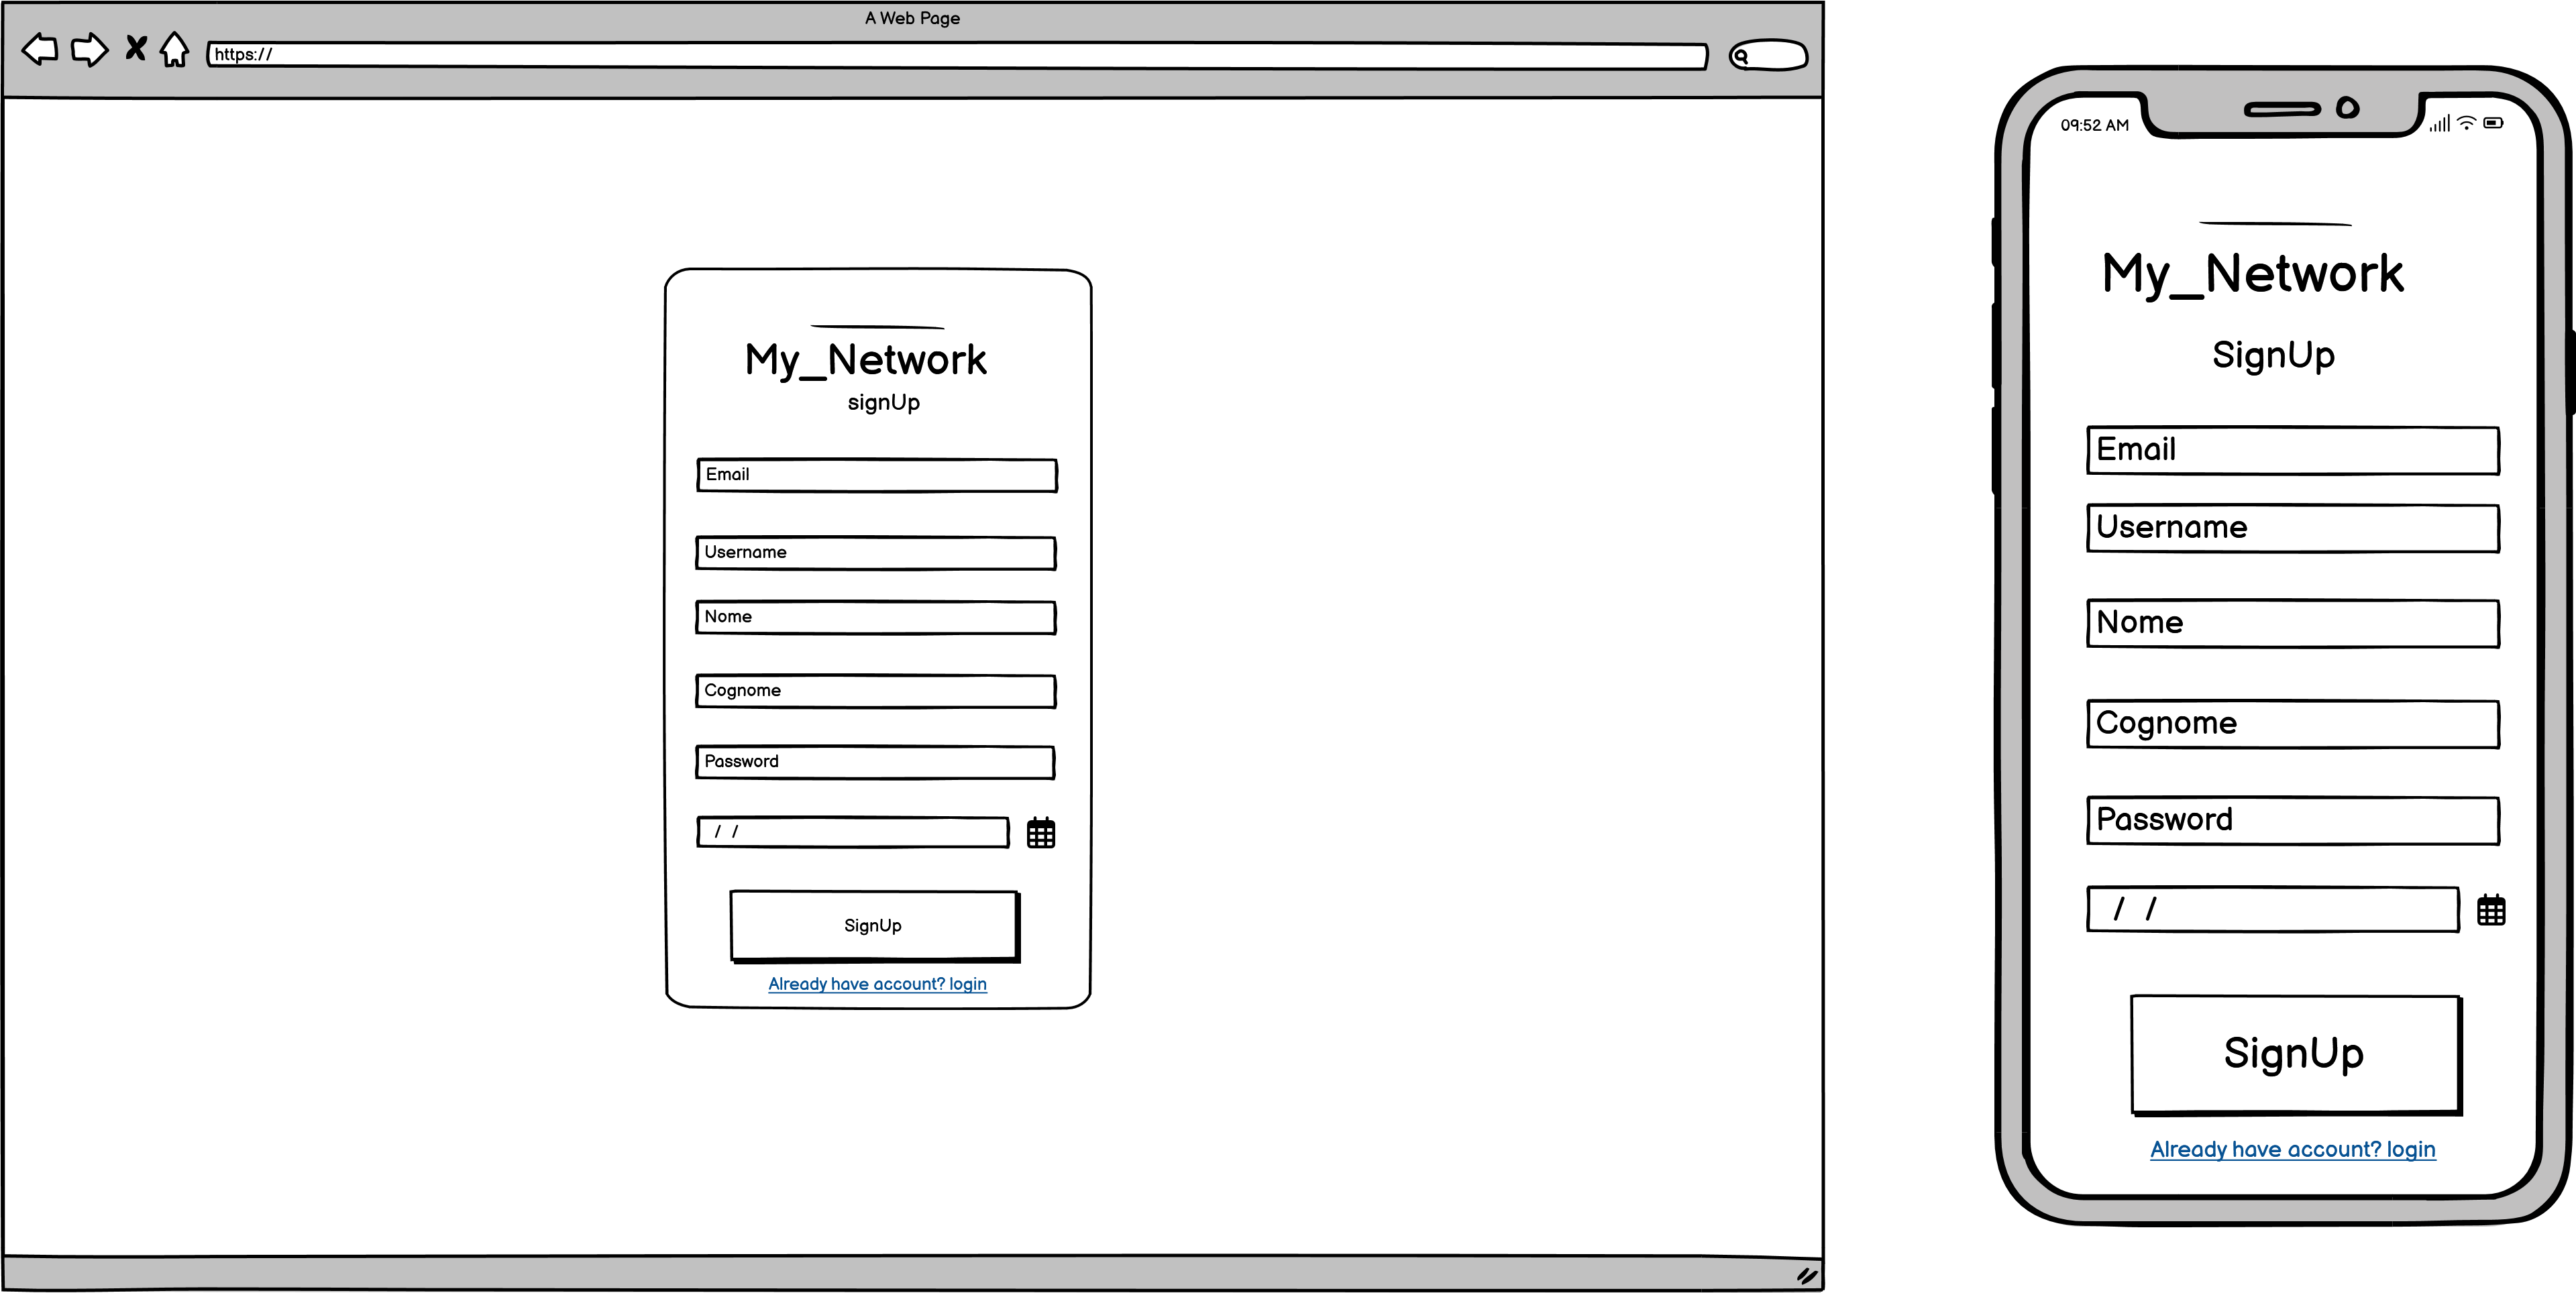 A Web Page
https://
My_Network
signUp
Email
Username
Nome
Cognome
Password
/ /
SignUp
Already have account? login
09:52 AM
My_Network
SignUp
Email
Username
Nome
Cognome
Password
/ /
SignUp
Already have account? login